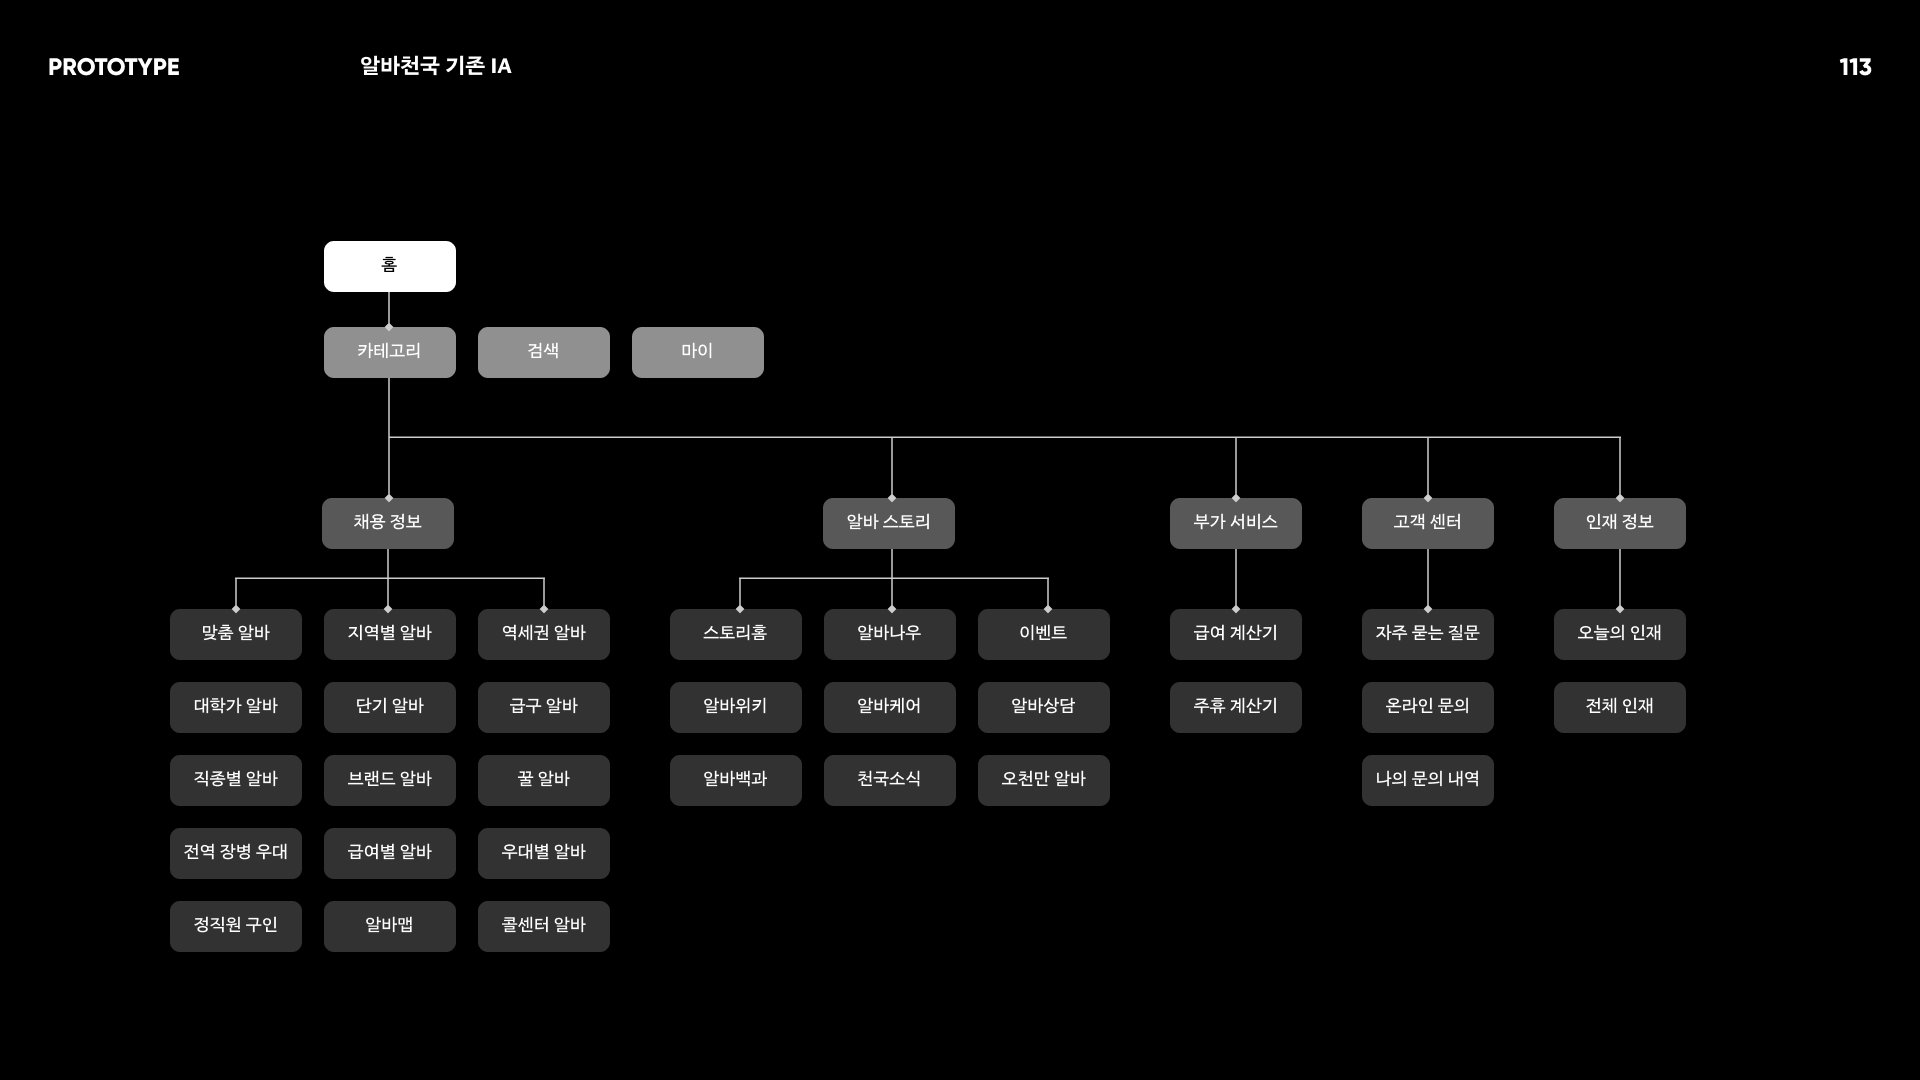 PROTOTYPE
알바천국 기존 IA
113
홈
카테고리
검색
마이
채용 정보
알바 스토리
부가 서비스
고객 센터
인재 정보
맞춤 알바
지역별 알바
역세권 알바
스토리홈
알바나우
이벤트
급여 계산기
자주 묻는 질문
오늘의 인재
대학가 알바
단기 알바
급구 알바
알바위키
알바케어
알바상담
주휴 계산기
온라인 문의
전체 인재
직종별 알바
브랜드 알바
꿀 알바
알바백과
천국소식
오천만 알바
나의 문의 내역
전역 장병 우대
급여별 알바
우대별 알바
정직원 구인
알바맵
콜센터 알바